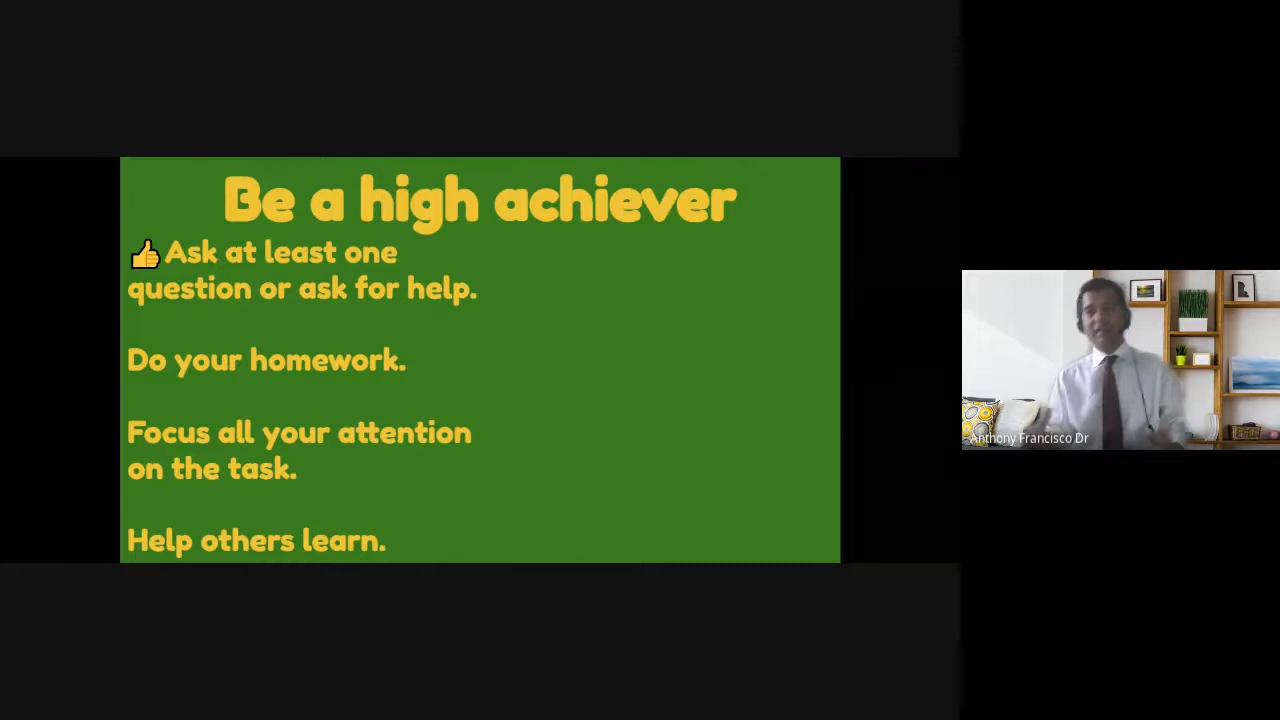 Be a high achiever
👍Ask at least one
question or ask for help.
Do your homework.
Focus all your attention
on the task.
Help others learn.
Anthony Francisco Dr